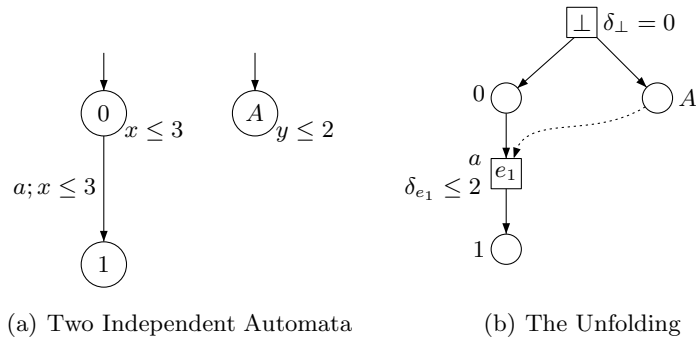 ⊥ δ⊥ = 0
0 A 0 A
x ≤ 3 y ≤ 2
a
a; x ≤ 3 e₁
δₑ₁ ≤ 2
1 1
(a) Two Independent Automata (b) The Unfolding